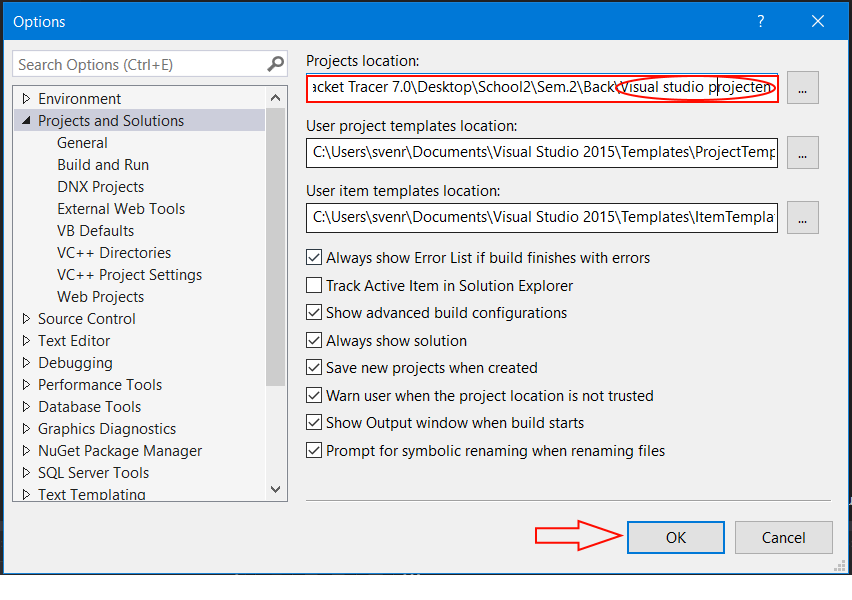 Options
?
Search Options (Ctrl+E)
Environment
Projects and Solutions
General
Build and Run
DNX Projects
External Web Tools
VB Defaults
VC++ Directories
VC++ Project Settings
Web Projects
Source Control
Text Editor
Debugging
Performance Tools
Database Tools
Graphics Diagnostics
NuGet Package Manager
SQL Server Tools
Text Templating
Projects location:
acket Tracer 7.0\Desktop\School2\Sem.2\Back\Visual studio projecten
...
User project templates location:
C:\Users\svenr\Documents\Visual Studio 2015\Templates\ProjectTemp
...
User item templates location:
C:\Users\svenr\Documents\Visual Studio 2015\Templates\ItemTemplat
...
Always show Error List if build finishes with errors
Track Active Item in Solution Explorer
Show advanced build configurations
Always show solution
Save new projects when created
Warn user when the project location is not trusted
Show Output window when build starts
Prompt for symbolic renaming when renaming files
OK
Cancel